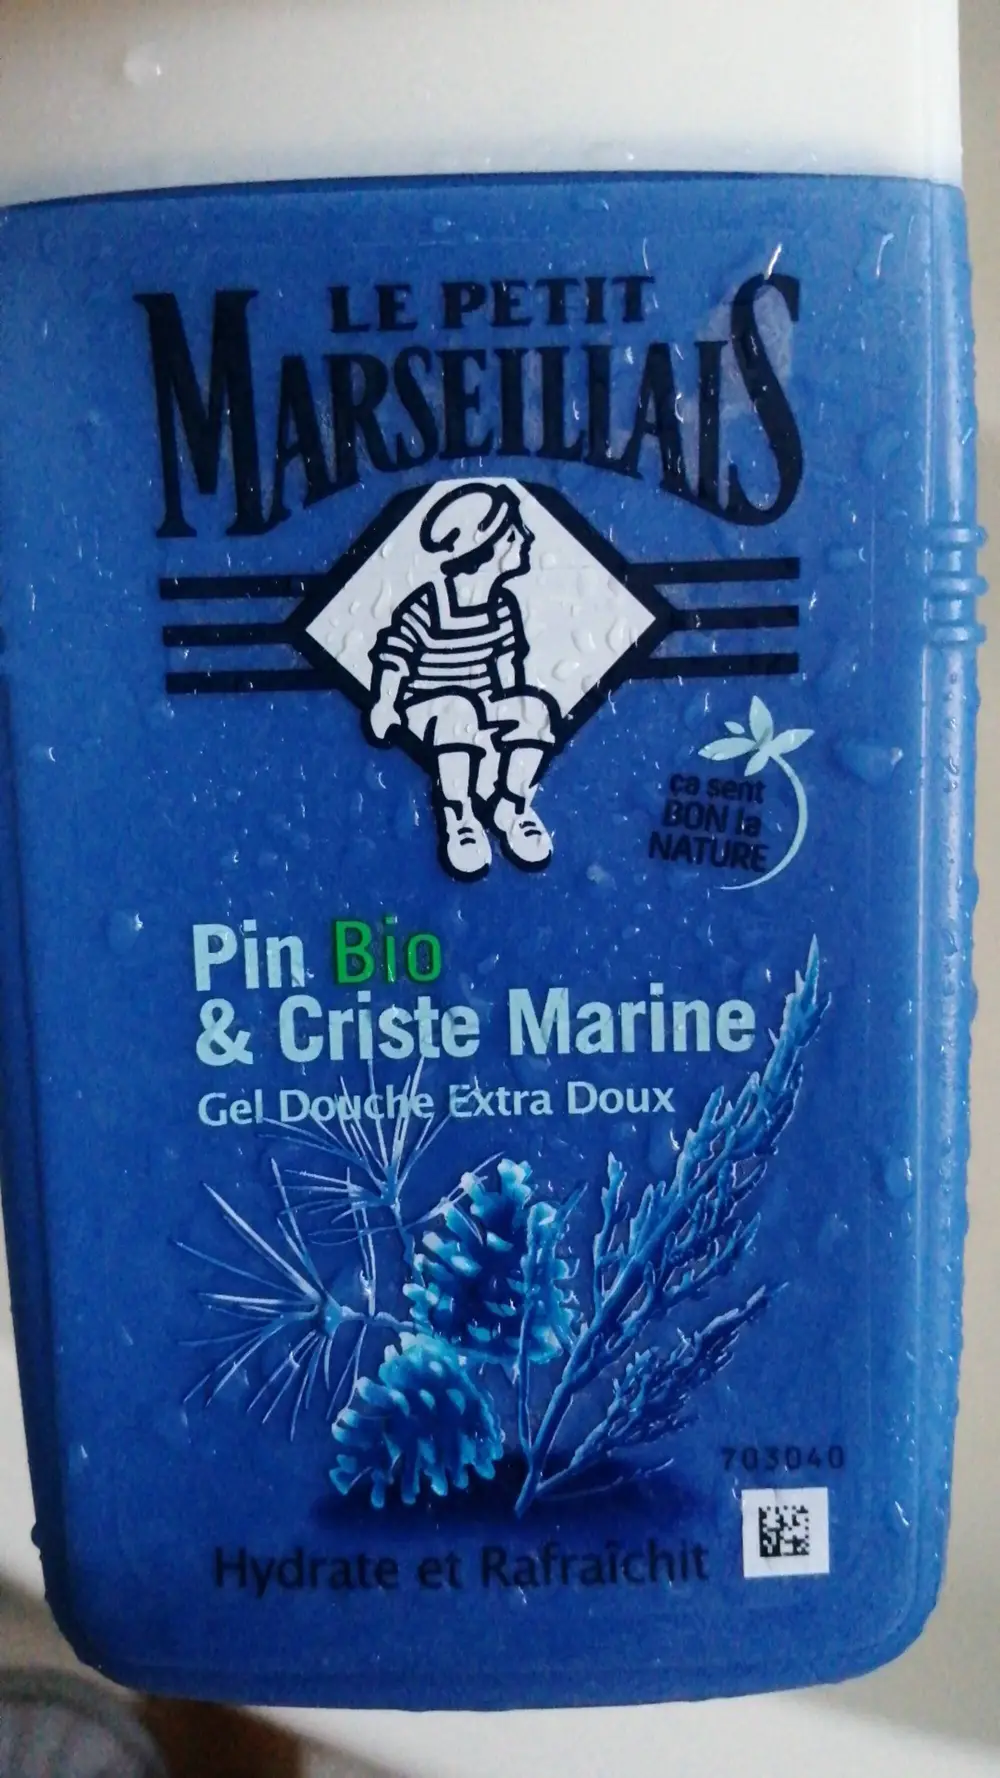 LE PETIT
MARSEILLAIS
ça sent
BON la
NATURE
Pin Bio
& Criste Marine
Gel Douche Extra Doux
703040
Hydrate et Rafraîchit